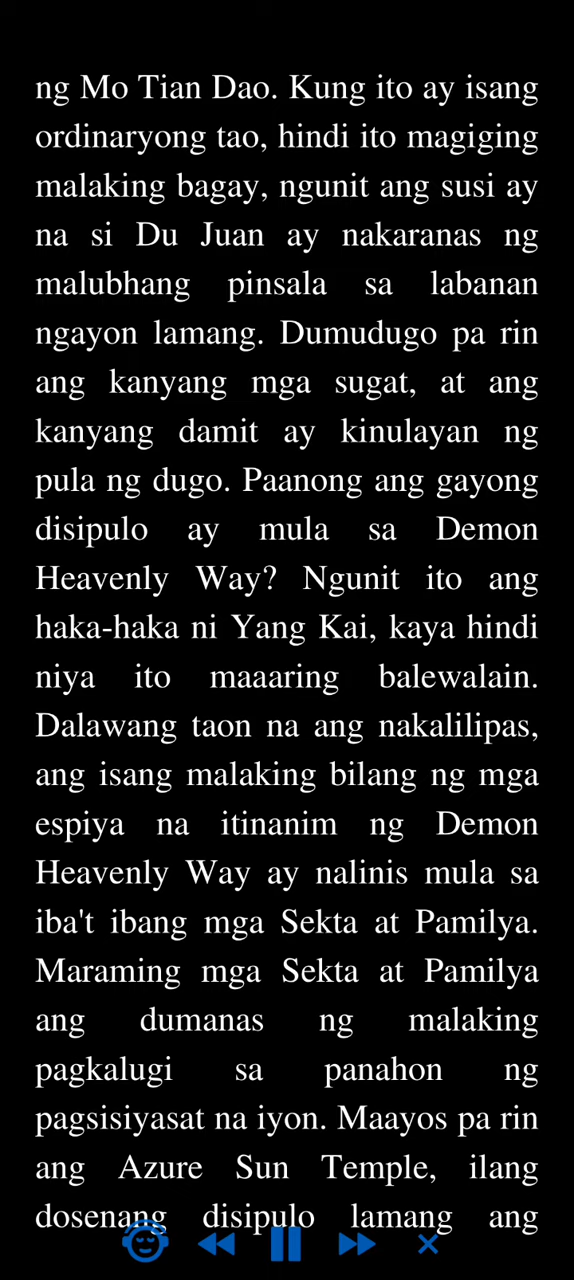 ng Mo Tian Dao. Kung ito ay isang
ordinaryong tao, hindi ito magiging
malaking bagay, ngunit ang susi ay
na si Du Juan ay nakaranas ng
malubhang pinsala sa labanan
ngayon lamang. Dumudugo pa rin
ang kanyang mga sugat, at ang
kanyang damit ay kinulayan ng
pula ng dugo. Paanong ang gayong
disipulo ay mula sa Demon
Heavenly Way? Ngunit ito ang
haka-haka ni Yang Kai, kaya hindi
niya ito maaaring balewalain.
Dalawang taon na ang nakalilipas,
ang isang malaking bilang ng mga
espiya na itinanim ng Demon
Heavenly Way ay nalinis mula sa
iba't ibang mga Sekta at Pamilya.
Maraming mga Sekta at Pamilya
ang dumanas ng malaking
pagkalugi sa panahon ng
pagsisiyasat na iyon. Maayos pa rin
ang Azure Sun Temple, ilang
dosenang disipulo lamang ang